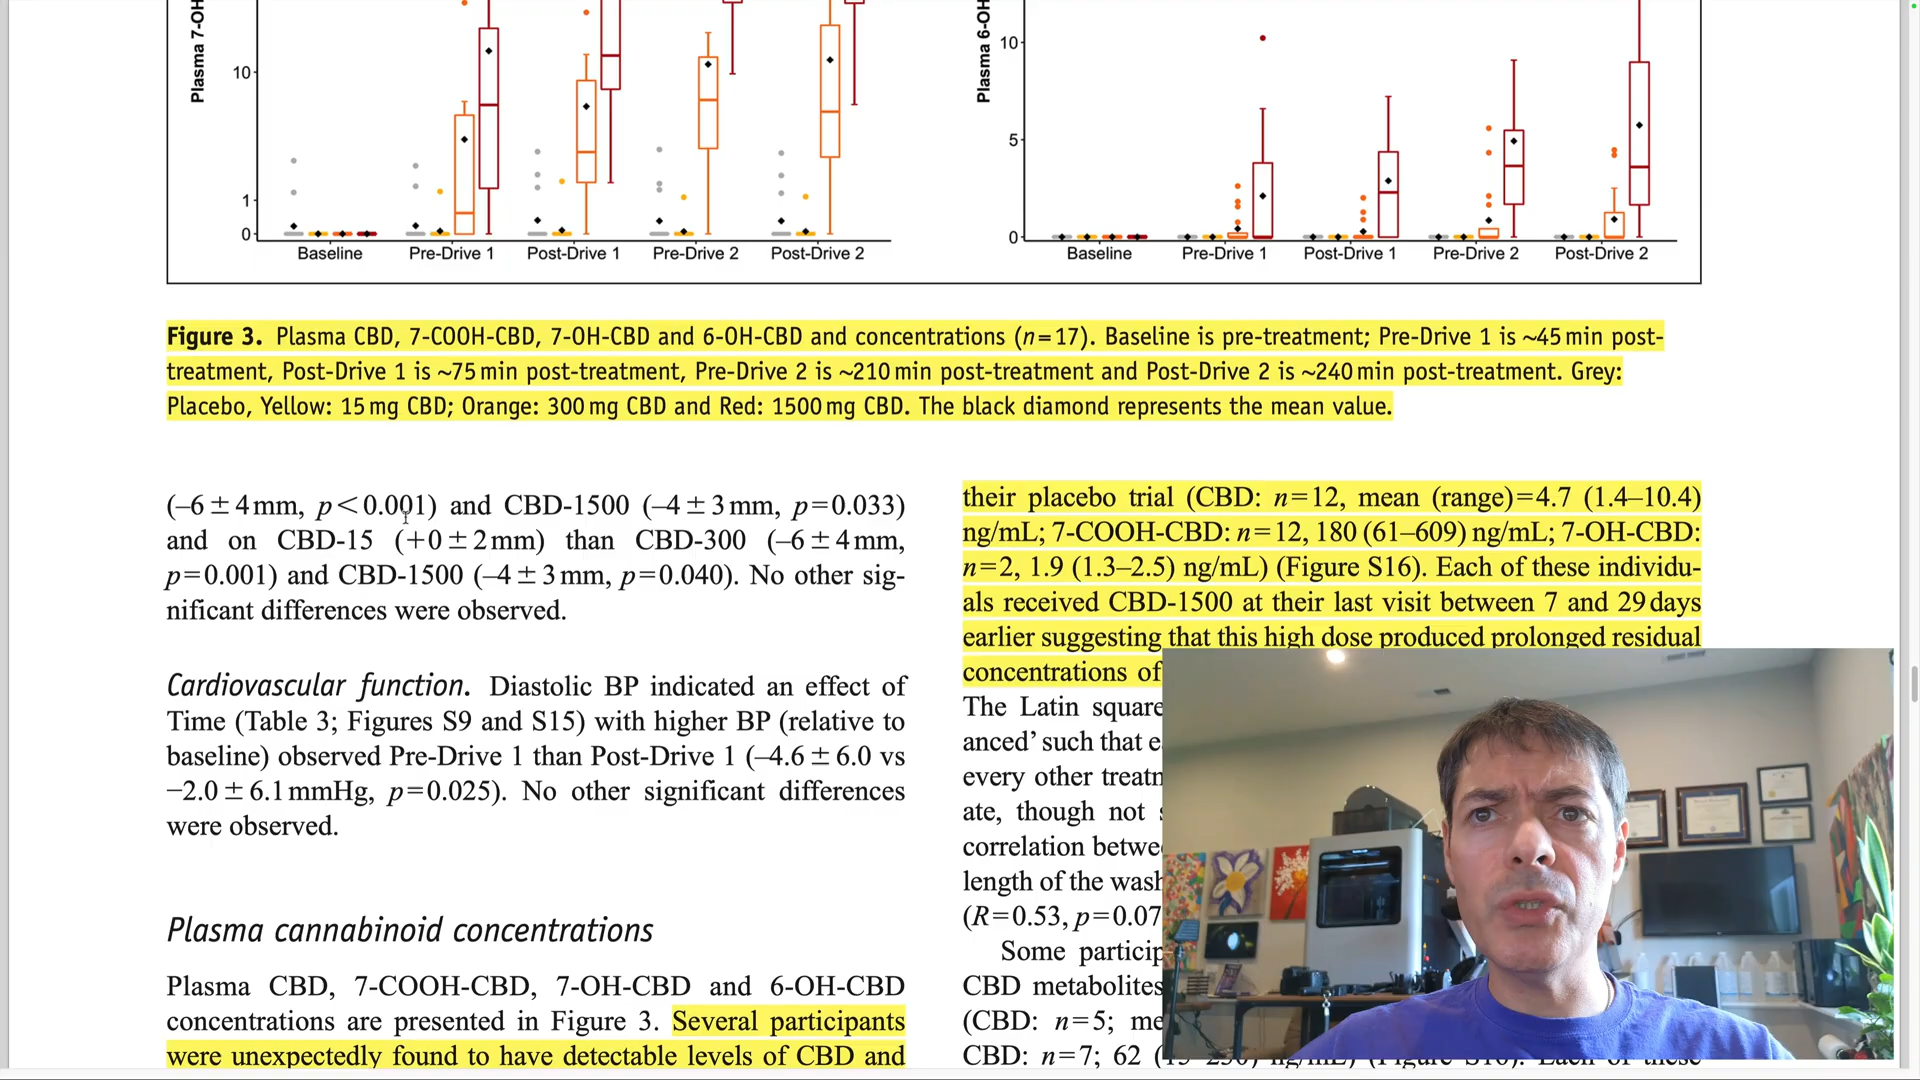 Plasma 7-OH
10
1
0
Baseline
Pre-Drive 1
Post-Drive 1
Pre-Drive 2
Post-Drive 2
Plasma 6-OH
10
5
0
Baseline
Pre-Drive 1
Post-Drive 1
Pre-Drive 2
Post-Drive 2
Figure 3. Plasma CBD, 7-COOH-CBD, 7-OH-CBD and 6-OH-CBD and concentrations (n=17). Baseline is pre-treatment; Pre-Drive 1 is ~45 min post-
treatment, Post-Drive 1 is ~75 min post-treatment, Pre-Drive 2 is ~210 min post-treatment and Post-Drive 2 is ~240 min post-treatment. Grey:
Placebo, Yellow: 15 mg CBD; Orange: 300 mg CBD and Red: 1500 mg CBD. The black diamond represents the mean value.
(–6 ± 4 mm, p < 0.001) and CBD-1500 (–4 ± 3 mm, p=0.033)
and on CBD-15 (+0 ± 2 mm) than CBD-300 (–6 ± 4 mm,
p=0.001) and CBD-1500 (–4 ± 3 mm, p=0.040). No other sig-
nificant differences were observed.
Cardiovascular function. Diastolic BP indicated an effect of
Time (Table 3; Figures S9 and S15) with higher BP (relative to
baseline) observed Pre-Drive 1 than Post-Drive 1 (–4.6 ± 6.0 vs
−2.0 ± 6.1 mmHg, p=0.025). No other significant differences
were observed.
Plasma cannabinoid concentrations
Plasma CBD, 7-COOH-CBD, 7-OH-CBD and 6-OH-CBD
concentrations are presented in Figure 3. Several participants
were unexpectedly found to have detectable levels of CBD and
their placebo trial (CBD: n=12, mean (range)=4.7 (1.4–10.4)
ng/mL; 7-COOH-CBD: n=12, 180 (61–609) ng/mL; 7-OH-CBD:
n=2, 1.9 (1.3–2.5) ng/mL) (Figure S16). Each of these individu-
als received CBD-1500 at their last visit between 7 and 29 days
earlier suggesting that this high dose produced prolonged residual
concentrations of
The Latin square
anced' such that e
every other treatn
ate, though not
correlation betwe
length of the wash
(R=0.53, p=0.07
Some particip
CBD metabolites
(CBD: n=5; me
CBD: n=7; 62